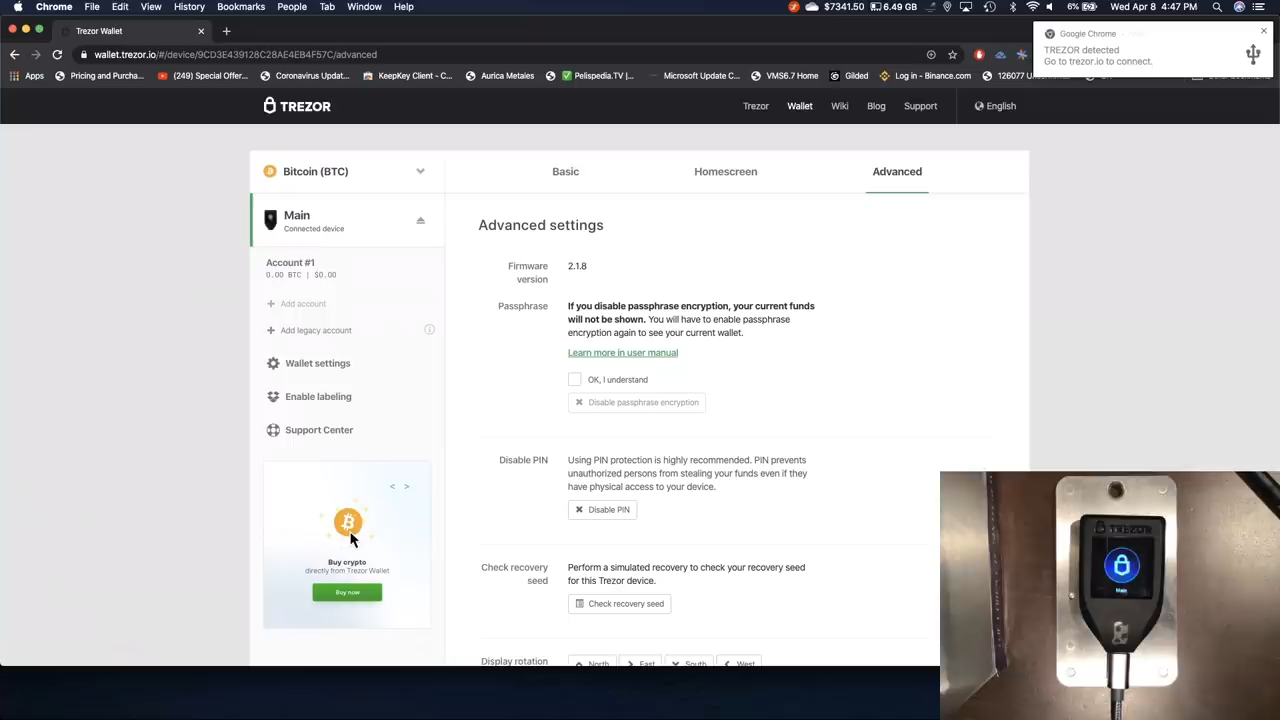 Chrome File Edit View History Bookmarks People Tab Window Help $7341.50 6.49 GB 6% Wed Apr 8 4:47 PM
Trezor Wallet
wallet.trezor.io/#/device/9CD3E439128C28AE4EB4F57C/advanced
Google Chrome
TREZOR detected
Go to trezor.io to connect.
Apps Pricing and Purcha... (249) Special Offer... Coronavirus Updat... KeepKey Client - C... Aurica Metales Pelispedia.TV |... Microsoft Update C... VMS6.7 Home Gilded Log in - Binance.com
TREZOR Trezor Wallet Wiki Blog Support English
Bitcoin (BTC) Basic Homescreen Advanced
Main
Connected device
Account #1
0.00 BTC | $0.00
Add account
Add legacy account
Wallet settings
Enable labeling
Support Center
Buy crypto
directly from Trezor Wallet
Buy now
Advanced settings
Firmware version 2.1.8
Passphrase If you disable passphrase encryption, your current funds
will not be shown. You will have to enable passphrase
encryption again to see your current wallet.
Learn more in user manual
OK, I understand
Disable passphrase encryption
Disable PIN Using PIN protection is highly recommended. PIN prevents
unauthorized persons from stealing your funds even if they
have physical access to your device.
Disable PIN
Check recovery seed Perform a simulated recovery to check your recovery seed
for this Trezor device.
Check recovery seed
Display rotation North East South West
TREZOR
Main